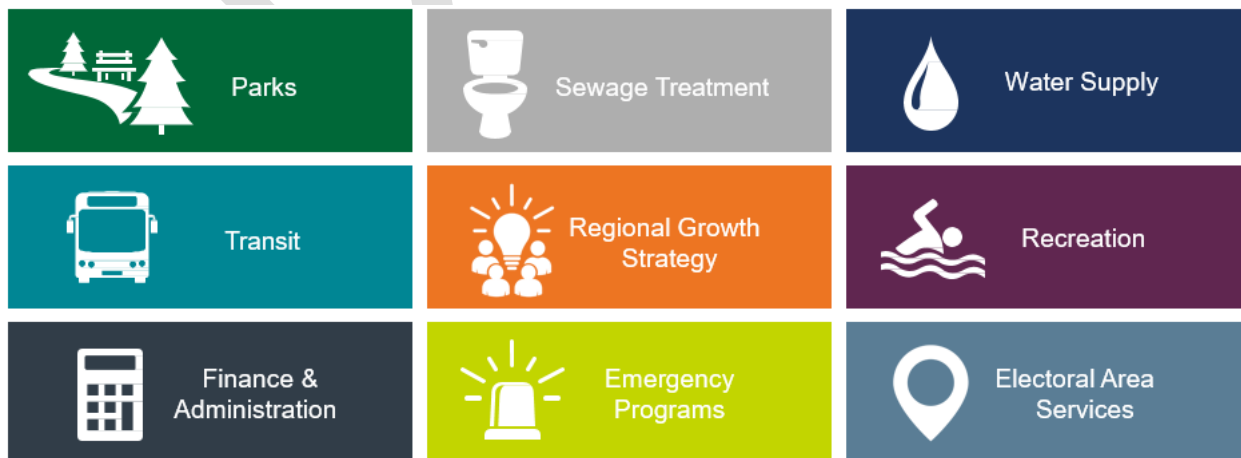 Parks
Sewage Treatment
Water Supply
Transit
Regional Growth
Strategy
Recreation
Finance &
Administration
Emergency
Programs
Electoral Area
Services